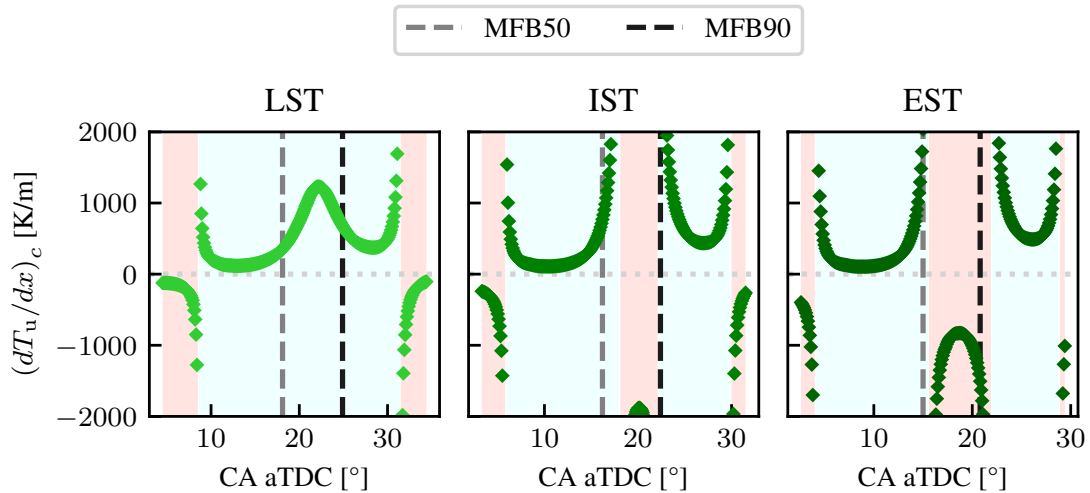 MFB50 MFB90
LST IST EST
(dT_u/dx)_c [K/m]
2000
1000
0
−1000
−2000
10 20 30 10 20 30 10 20 30
CA aTDC [°] CA aTDC [°] CA aTDC [°]